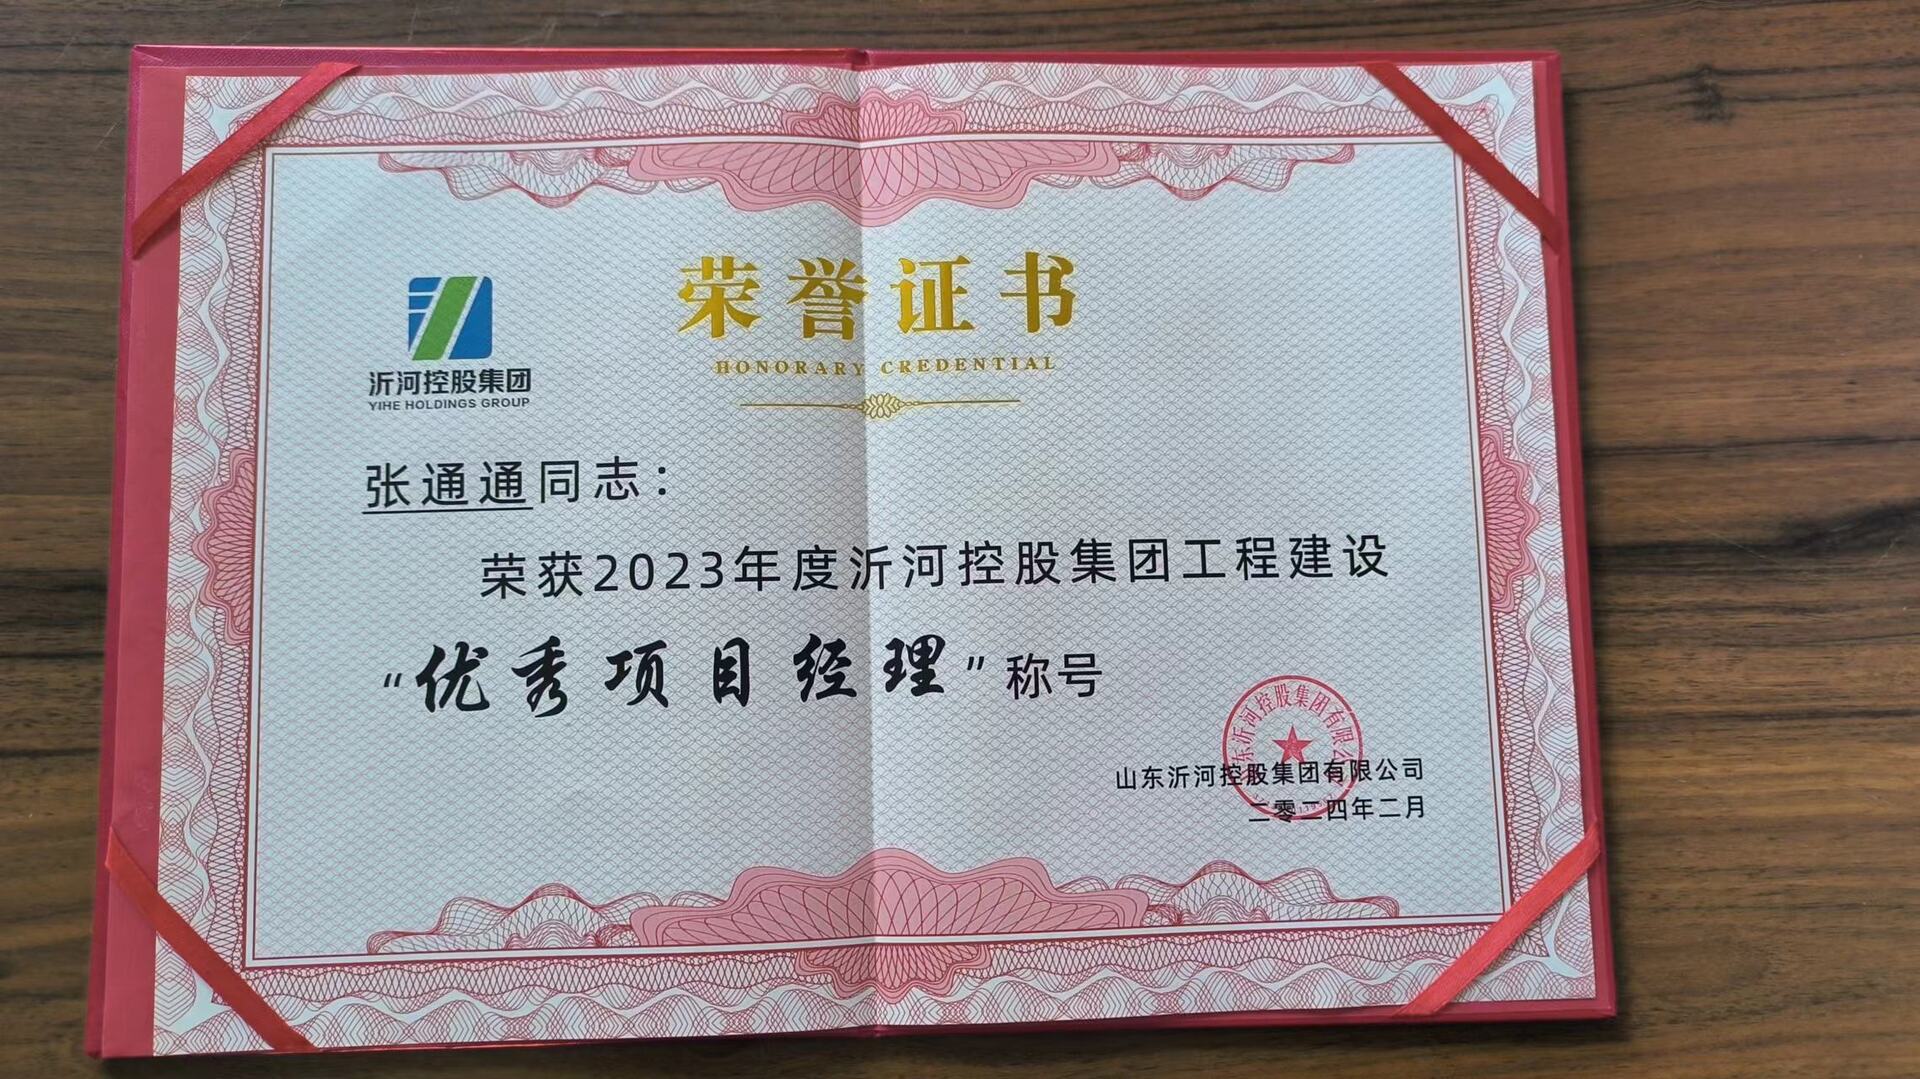 荣誉证书
HONORARY CREDENTIAL
沂河控股集团
YIHE HOLDINGS GROUP
张通通同志：
荣获2023年度沂河控股集团工程建设
“优秀项目经理”称号
山东沂河控股集团有限公司
二零二四年二月